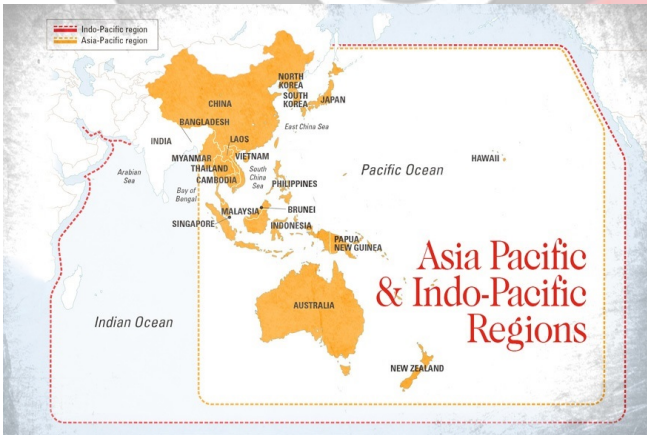 Indo-Pacific region
Asia-Pacific region
NORTH
KOREA
SOUTH
KOREA
JAPAN
CHINA
East China Sea
BANGLADESH
INDIA
LAOS
MYANMAR
VIETNAM
THAILAND
CAMBODIA
South
China
Sea
Arabian
Sea
Bay of
Bengal
PHILIPPINES
Pacific Ocean
HAWAII
MALAYSIA
BRUNEI
SINGAPORE
INDONESIA
PAPUA
NEW GUINEA
Asia Pacific
& Indo-Pacific
Regions
AUSTRALIA
Indian Ocean
NEW ZEALAND